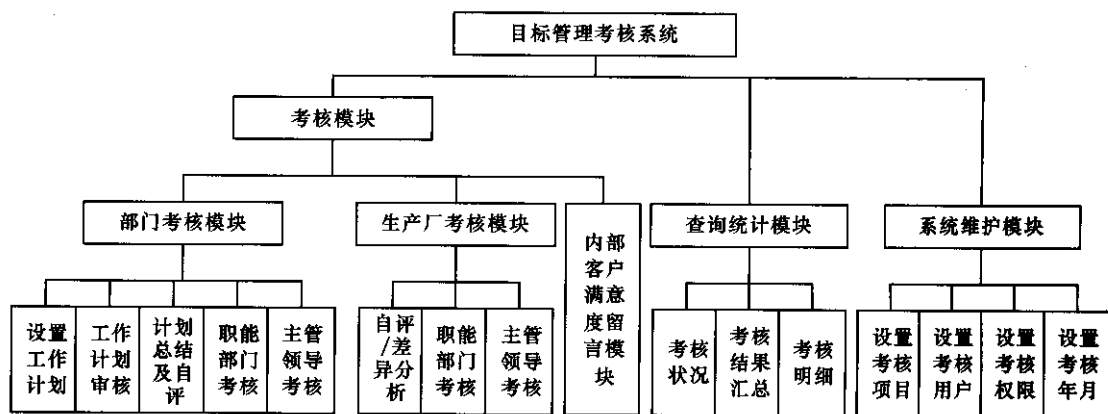 目标管理考核系统
考核模块
部门考核模块
生产厂考核模块
内部
客户
满意
度留
言模
块
查询统计模块
系统维护模块
设置
工作
计划
工作
计划
审核
计划
总结
及自
评
职能
部门
考核
主管
领导
考核
自评
/差
异分
析
职能
部门
考核
主管
领导
考核
考核
状况
考核
结果
汇总
考核
明细
设置
考核
项目
设置
考核
用户
设置
考核
权限
设置
考核
年月